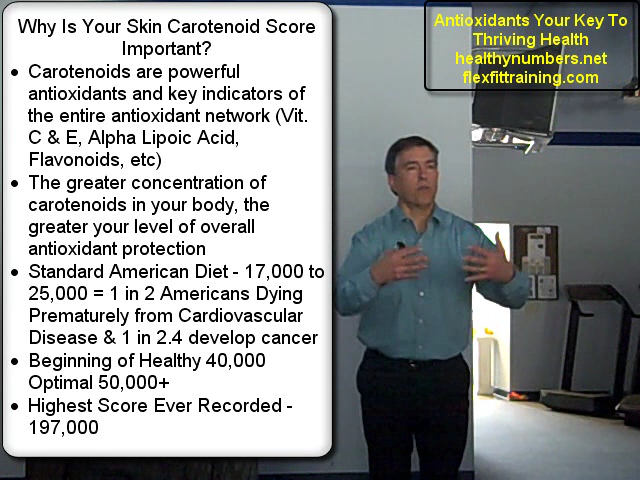 Why Is Your Skin Carotenoid Score
Important?
• Carotenoids are powerful
antioxidants and key indicators of
the entire antioxidant network (Vit.
C & E, Alpha Lipoic Acid,
Flavonoids, etc)
• The greater concentration of
carotenoids in your body, the
greater your level of overall
antioxidant protection
• Standard American Diet - 17,000 to
25,000 = 1 in 2 Americans Dying
Prematurely from Cardiovascular
Disease & 1 in 2.4 develop cancer
• Beginning of Healthy 40,000
Optimal 50,000+
• Highest Score Ever Recorded -
197,000
Antioxidants Your Key To
Thriving Health
healthynumbers.net
flexfittraining.com